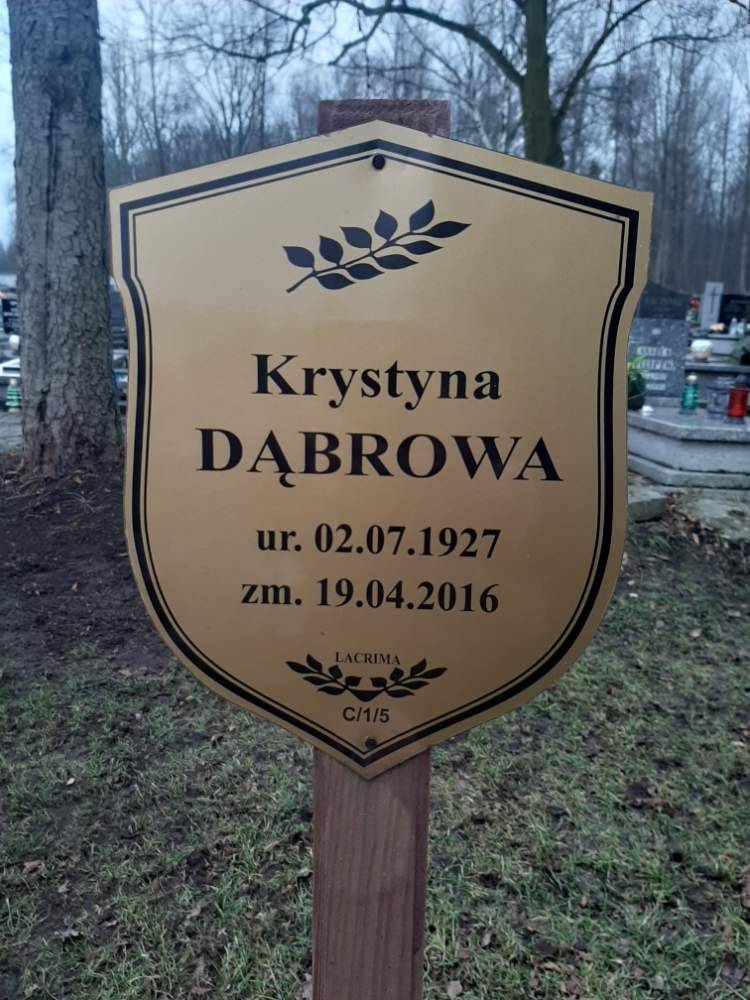 Krystyna
DĄBROWA
ur. 02.07.1927
zm. 19.04.2016
LACRIMA
C/1/5